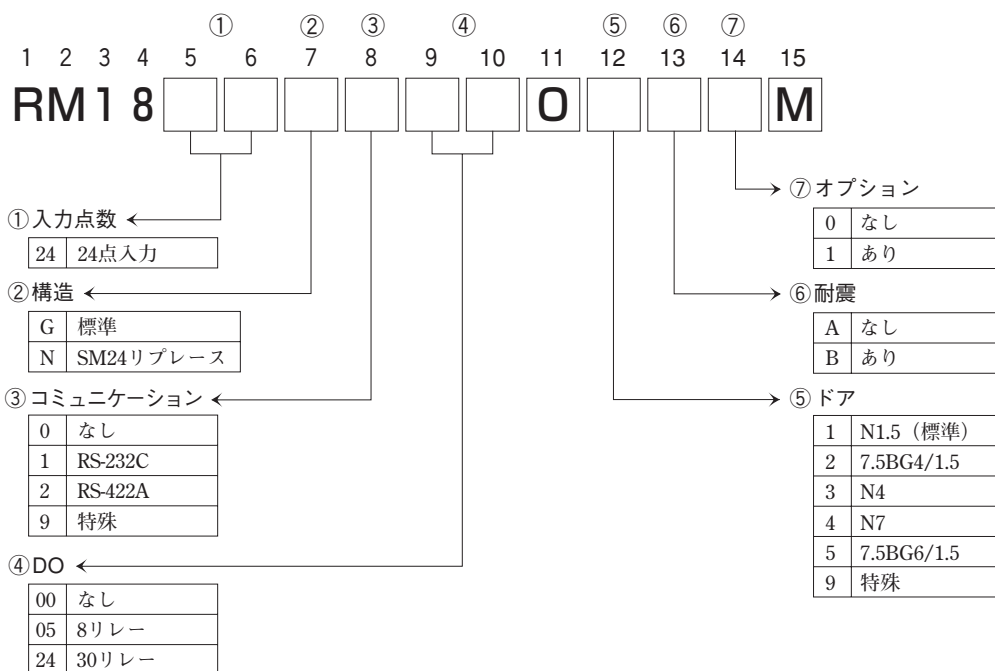 ① ② ③ ④ ⑤ ⑥ ⑦
1 2 3 4 5 6 7 8 9 10 11 12 13 14 15
RM18 0 M
①入力点数
24 24点入力
②構造
G 標準
N SM24リプレース
③コミュニケーション
0 なし
1 RS-232C
2 RS-422A
9 特殊
④DO
00 なし
05 8リレー
24 30リレー
⑦オプション
0 なし
1 あり
⑥耐震
A なし
B あり
⑤ドア
1 N1.5（標準）
2 7.5BG4/1.5
3 N4
4 N7
5 7.5BG6/1.5
9 特殊